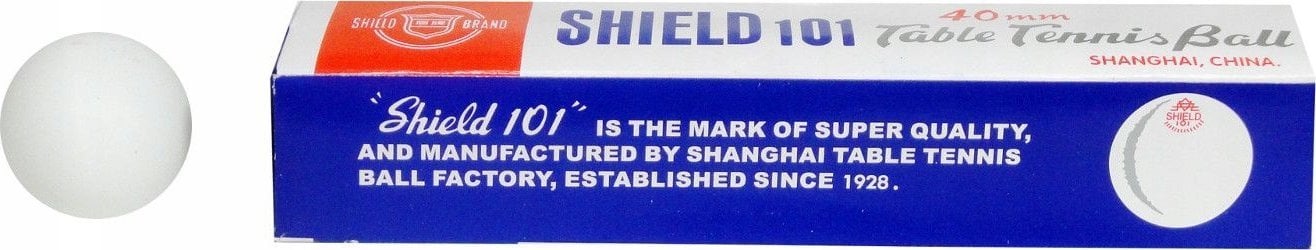 SHIELD BRAND
SHIELD 101
40mm
Table Tennis Ball
SHANGHAI, CHINA.
"Shield 101" IS THE MARK OF SUPER QUALITY,
AND MANUFACTURED BY SHANGHAI TABLE TENNIS
BALL FACTORY, ESTABLISHED SINCE 1928.
SHIELD
101